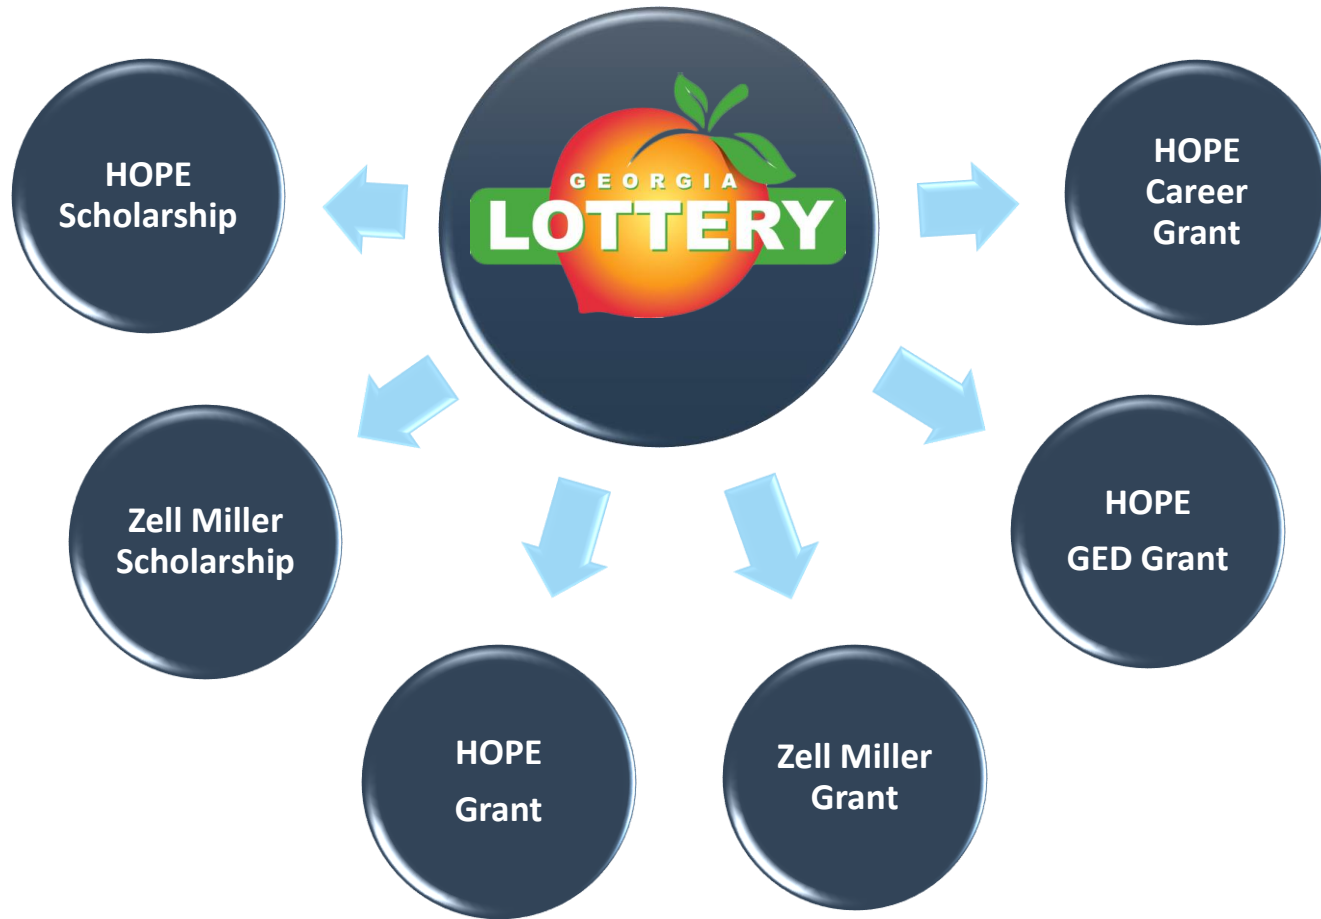 GEORGIA
LOTTERY
HOPE
Scholarship
Zell Miller
Scholarship
HOPE
Grant
Zell Miller
Grant
HOPE
GED Grant
HOPE
Career
Grant